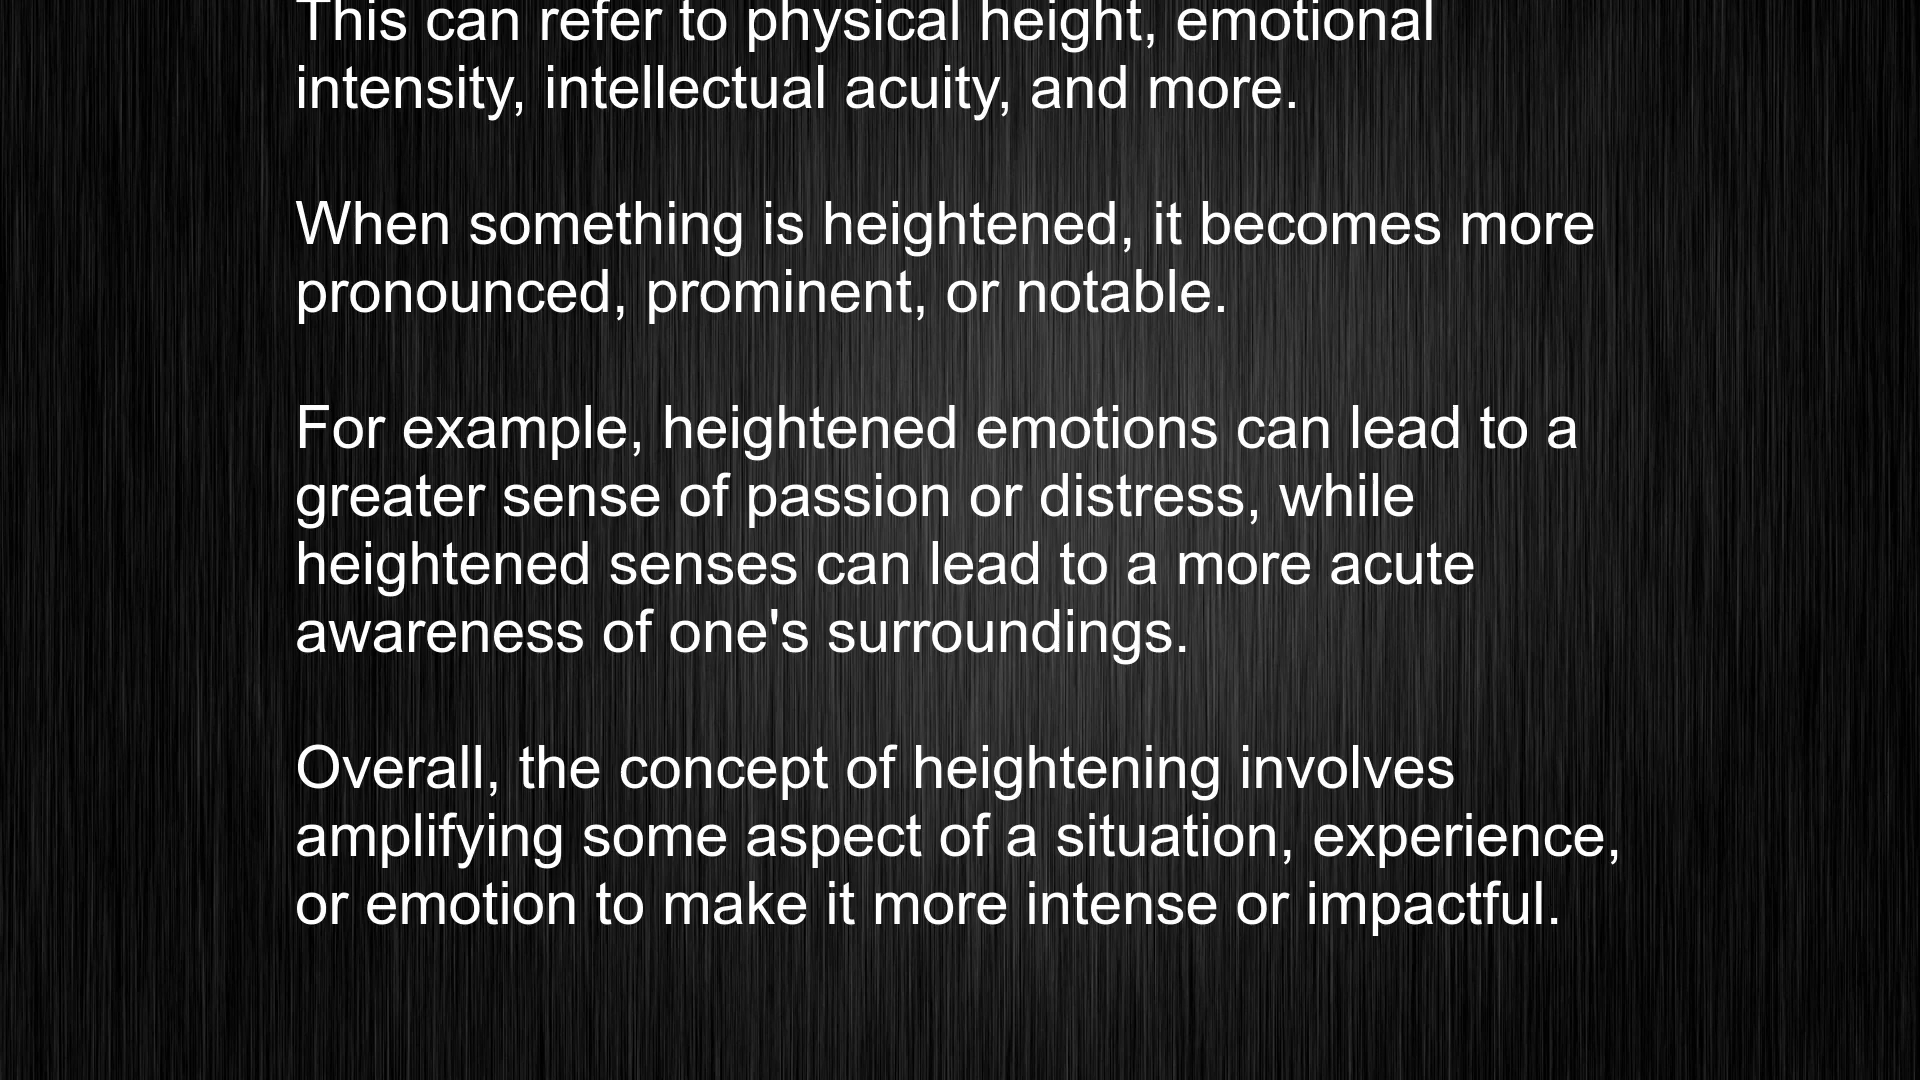 This can refer to physical height, emotional
intensity, intellectual acuity, and more.
When something is heightened, it becomes more
pronounced, prominent, or notable.
For example, heightened emotions can lead to a
greater sense of passion or distress, while
heightened senses can lead to a more acute
awareness of one's surroundings.
Overall, the concept of heightening involves
amplifying some aspect of a situation, experience,
or emotion to make it more intense or impactful.